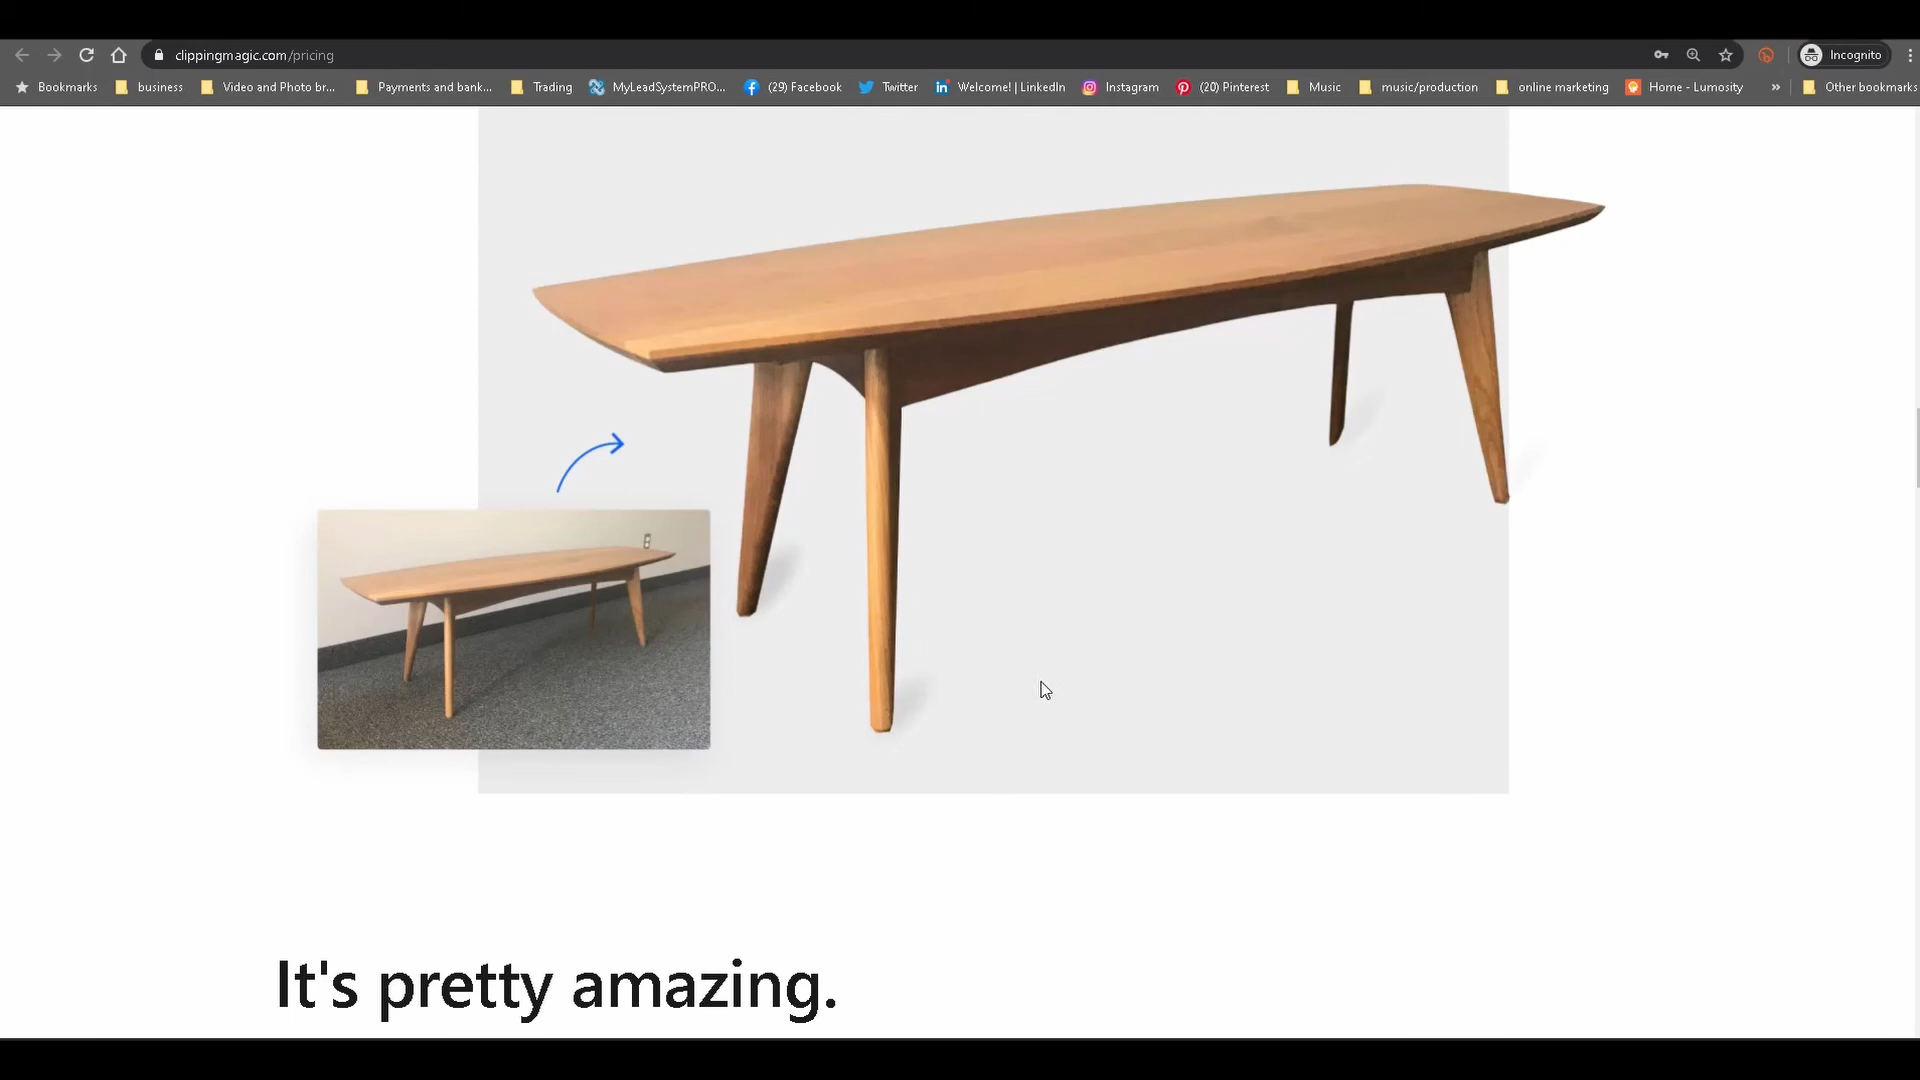 clippingmagic.com/pricing
Incognito
Bookmarks
business
Video and Photo br...
Payments and bank...
Trading
MyLeadSystemPRO...
(29) Facebook
Twitter
Welcome! | LinkedIn
Instagram
(20) Pinterest
Music
music/production
online marketing
Home - Lumosity
»
Other bookmarks
It's pretty amazing.